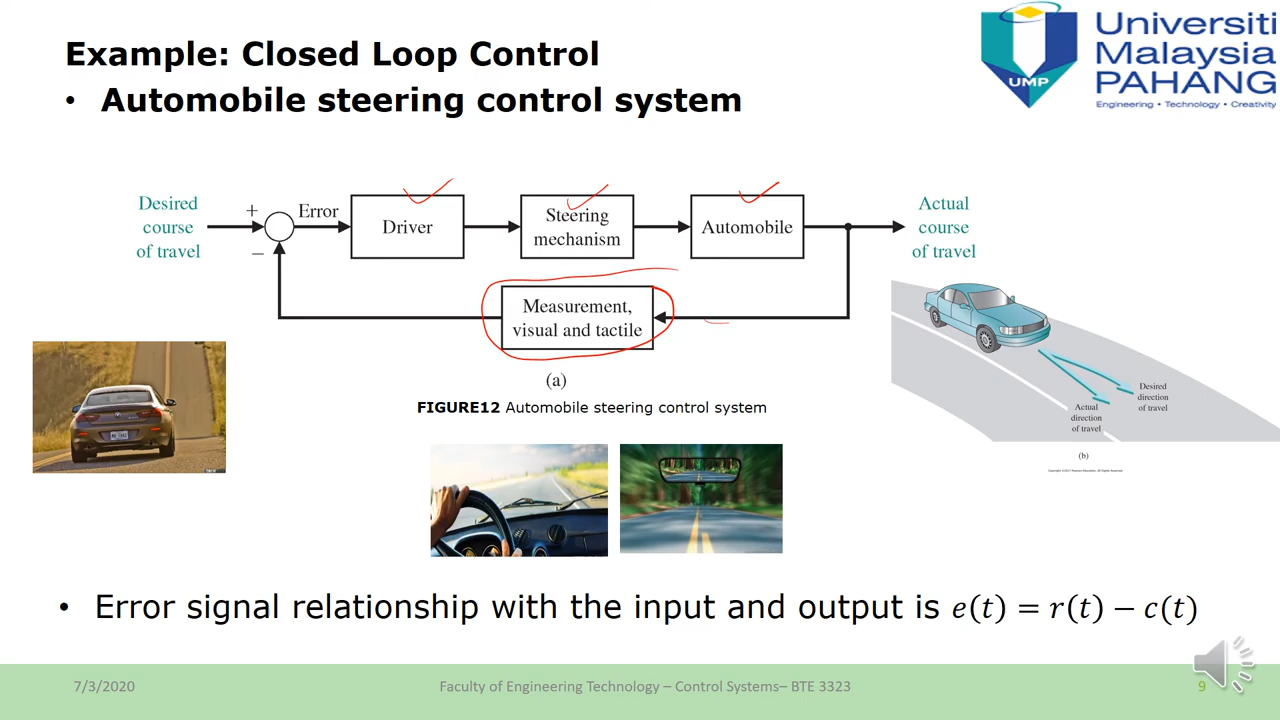 Example: Closed Loop Control
• Automobile steering control system
Universiti
Malaysia
PAHANG
Engineering • Technology • Creativity
UMP
Desired
course
of travel
+
−
Error
Driver
Steering
mechanism
Automobile
Actual
course
of travel
Measurement,
visual and tactile
(a)
FIGURE12 Automobile steering control system
Desired
direction
of travel
Actual
direction
of travel
(b)
• Error signal relationship with the input and output is e(t) = r(t) − c(t)
7/3/2020
Faculty of Engineering Technology – Control Systems– BTE 3323
9